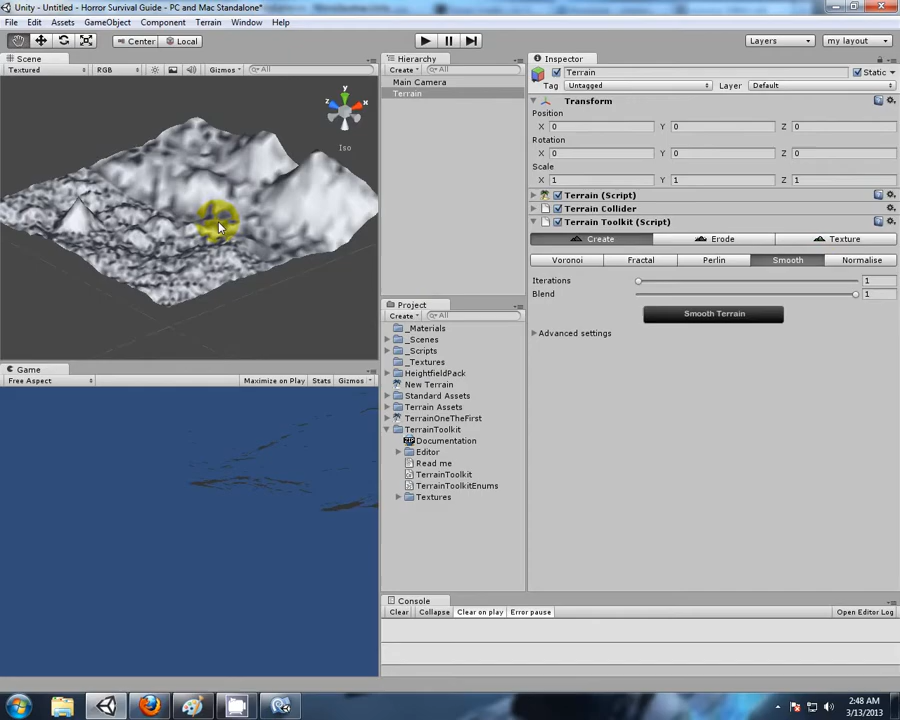 Unity - Untitled - Horror Survival Guide - PC and Mac Standalone*
File Edit Assets GameObject Component Terrain Window Help
Center Local Layers my layout
Scene
Textured RGB Gizmos All
y
z x
Iso
Game
Free Aspect Maximize on Play Stats Gizmos
Hierarchy
Create All
Main Camera
Terrain
Project
Create All
_Materials
_Scenes
_Scripts
_Textures
HeightfieldPack
New Terrain
Standard Assets
Terrain Assets
TerrainOneTheFirst
TerrainToolkit
Documentation
Editor
Read me
TerrainToolkit
TerrainToolkitEnums
Textures
Inspector
Terrain Static
Tag Untagged Layer Default
Transform
Position
X 0 Y 0 Z 0
Rotation
X 0 Y 0 Z 0
Scale
X 1 Y 1 Z 1
Terrain (Script)
Terrain Collider
Terrain Toolkit (Script)
Create Erode Texture
Voronoi Fractal Perlin Smooth Normalise
Iterations 1
Blend 1
Smooth Terrain
Advanced settings
Console
Clear Collapse Clear on play Error pause Open Editor Log
2:48 AM
3/13/2013